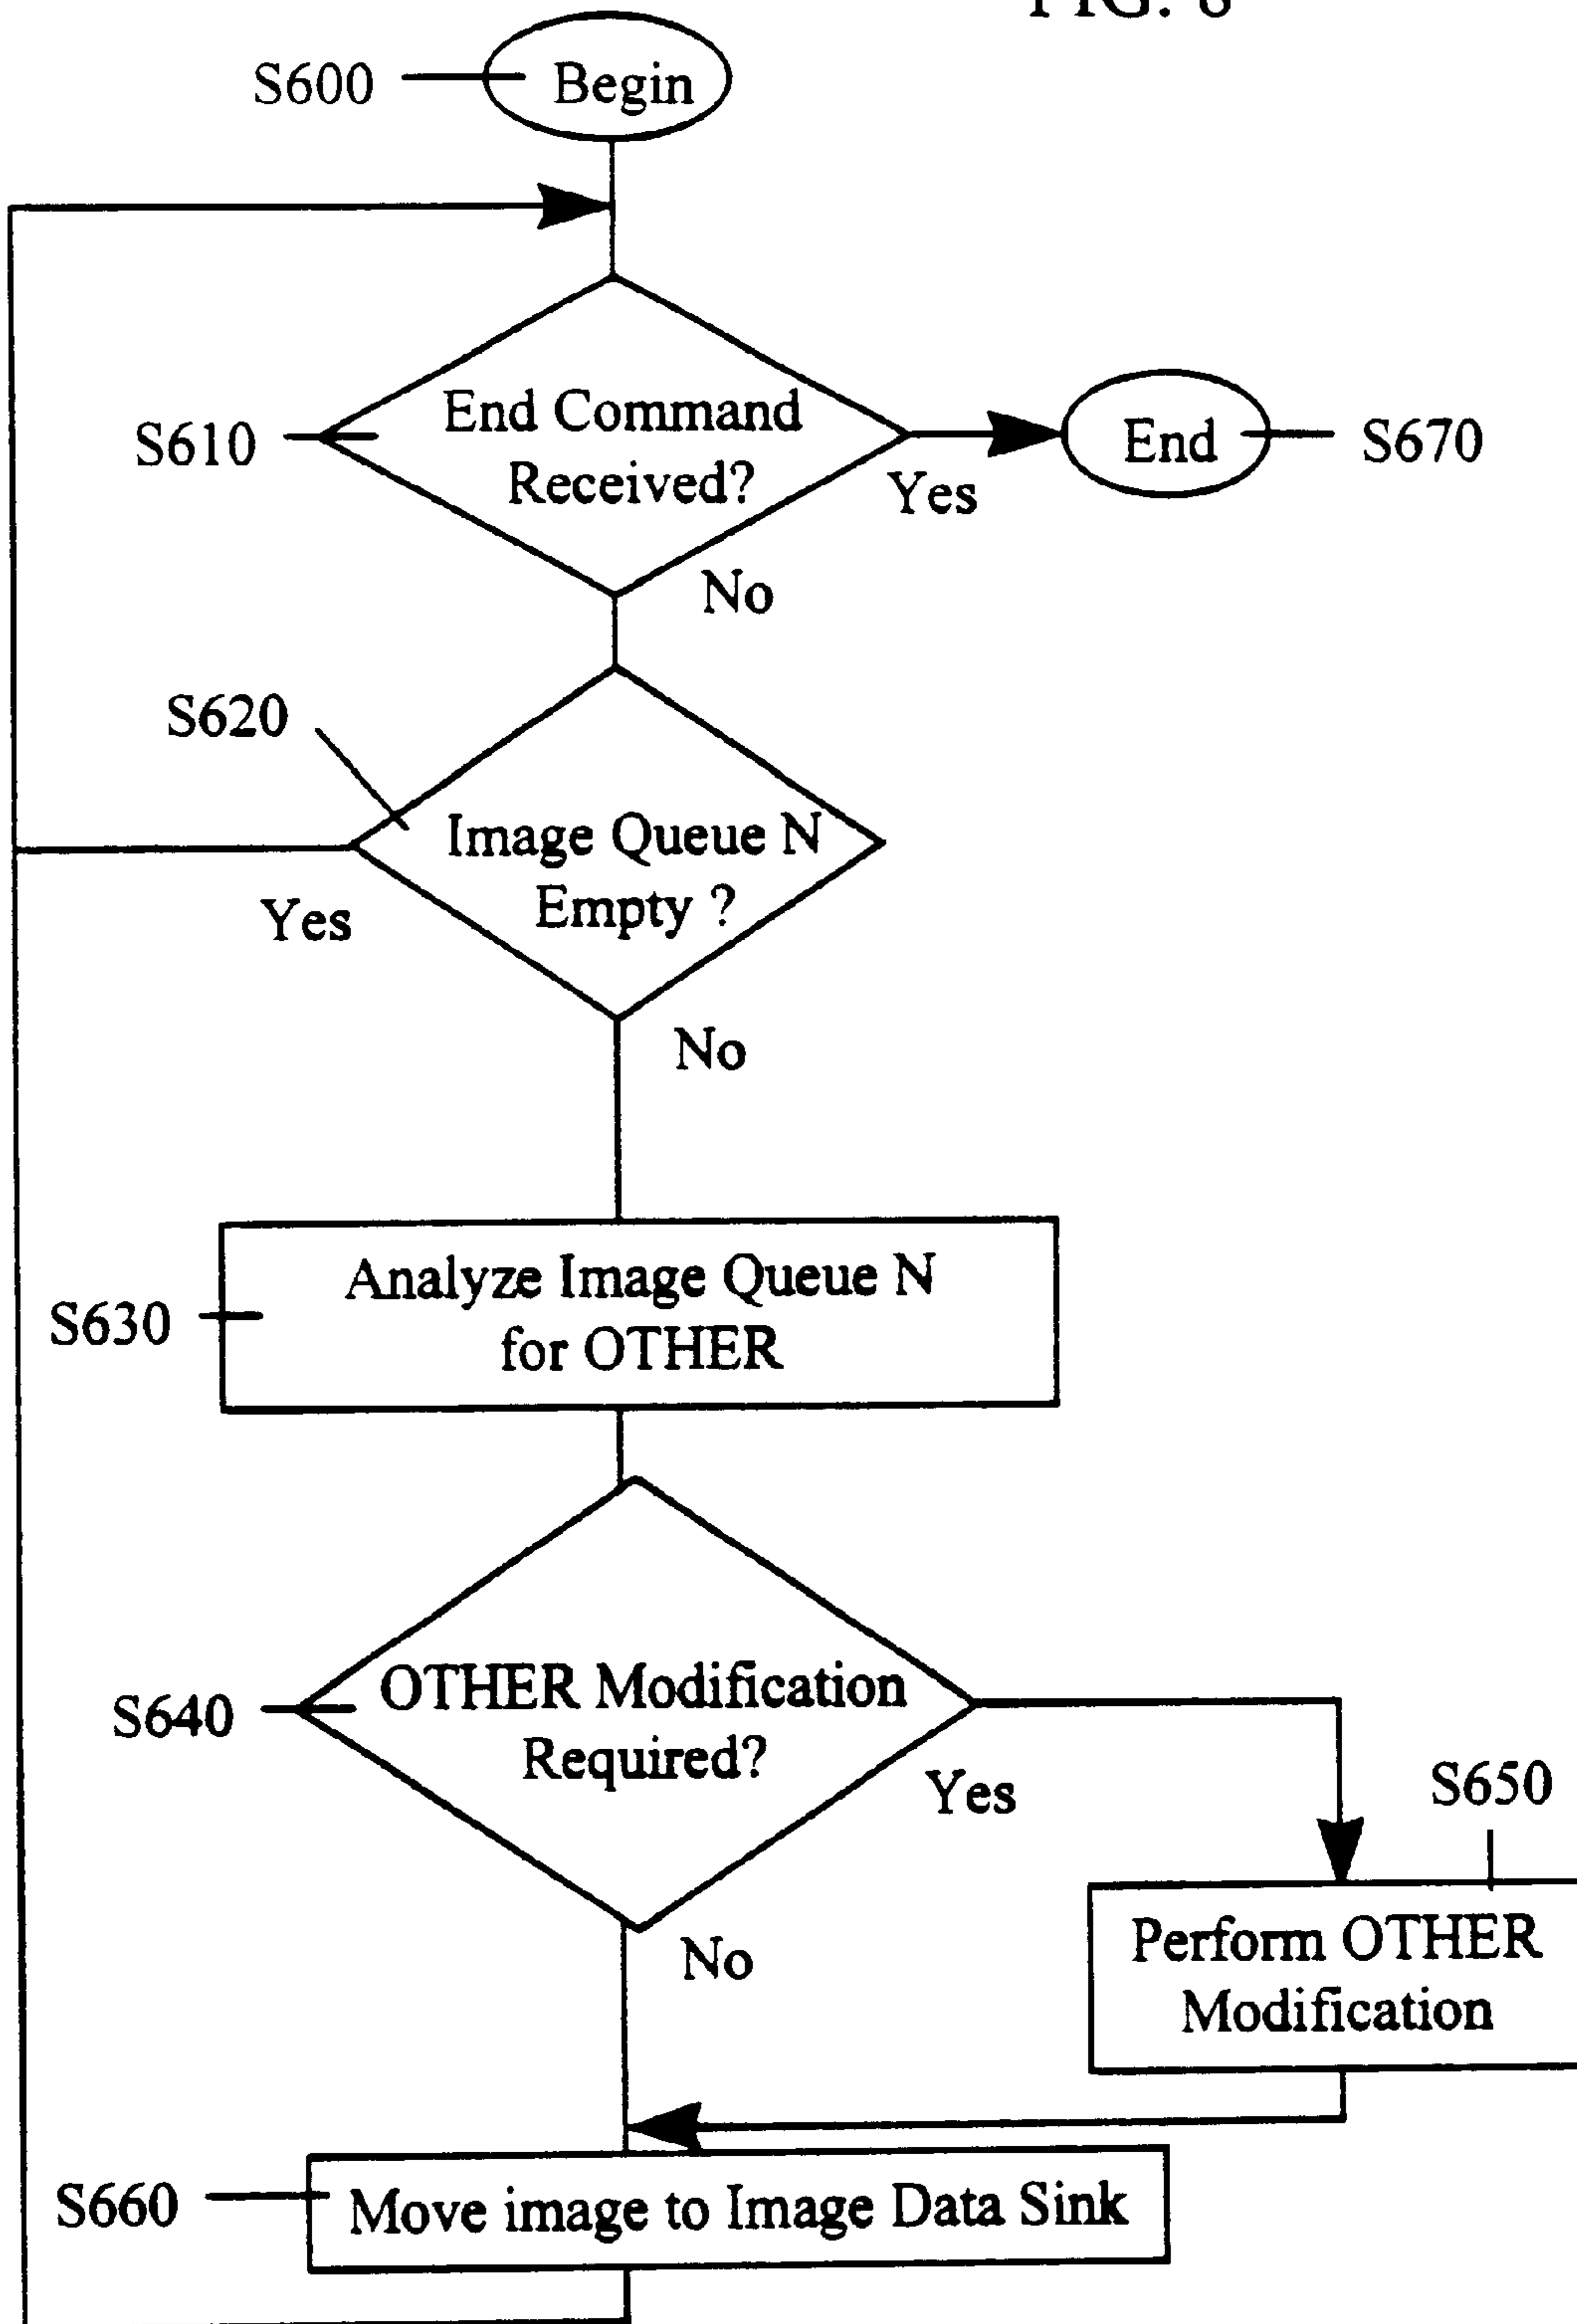 FIG. 8
S600
Begin
S610
End Command
Received?
Yes
End
S670
No
S620
Image Queue N
Empty ?
Yes
No
S630
Analyze Image Queue N
for OTHER
S640
OTHER Modification
Required?
Yes
S650
Perform OTHER
Modification
No
S660
Move image to Image Data Sink